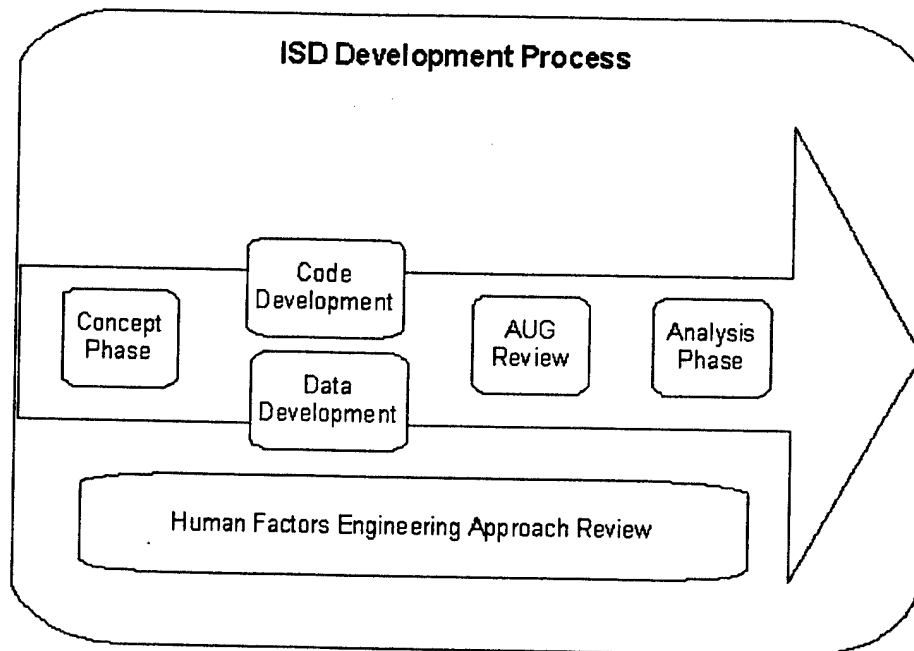 ISD Development Process
Code
Development
Concept
Phase
AUG
Review
Analysis
Phase
Data
Development
Human Factors Engineering Approach Review